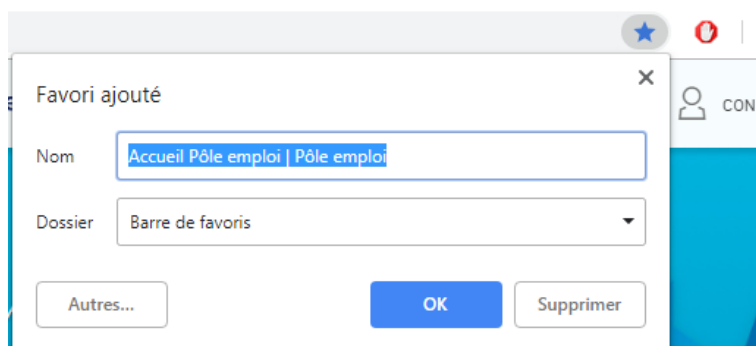 Favori ajouté
CON
Nom
Accueil Pôle emploi | Pôle emploi
Dossier
Barre de favoris
Autres...
OK
Supprimer